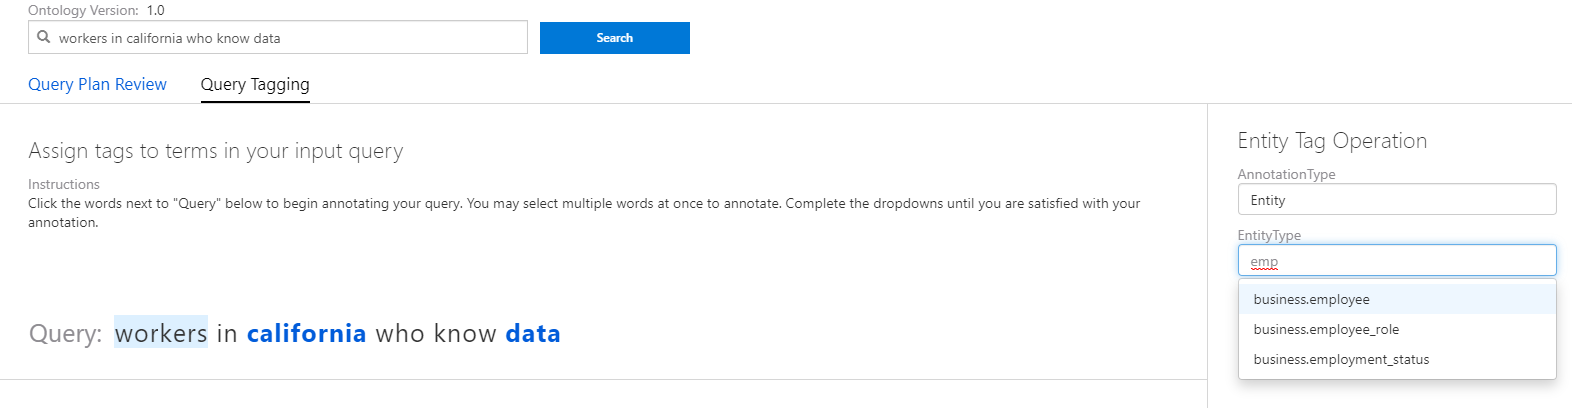 Ontology Version: 1.0
workers in california who know data
Search
Query Plan Review
Query Tagging
Assign tags to terms in your input query
Instructions
Click the words next to "Query" below to begin annotating your query. You may select multiple words at once to annotate. Complete the dropdowns until you are satisfied with your
annotation.
Query: workers in california who know data
Entity Tag Operation
AnnotationType
Entity
EntityType
emp
business.employee
business.employee_role
business.employment_status